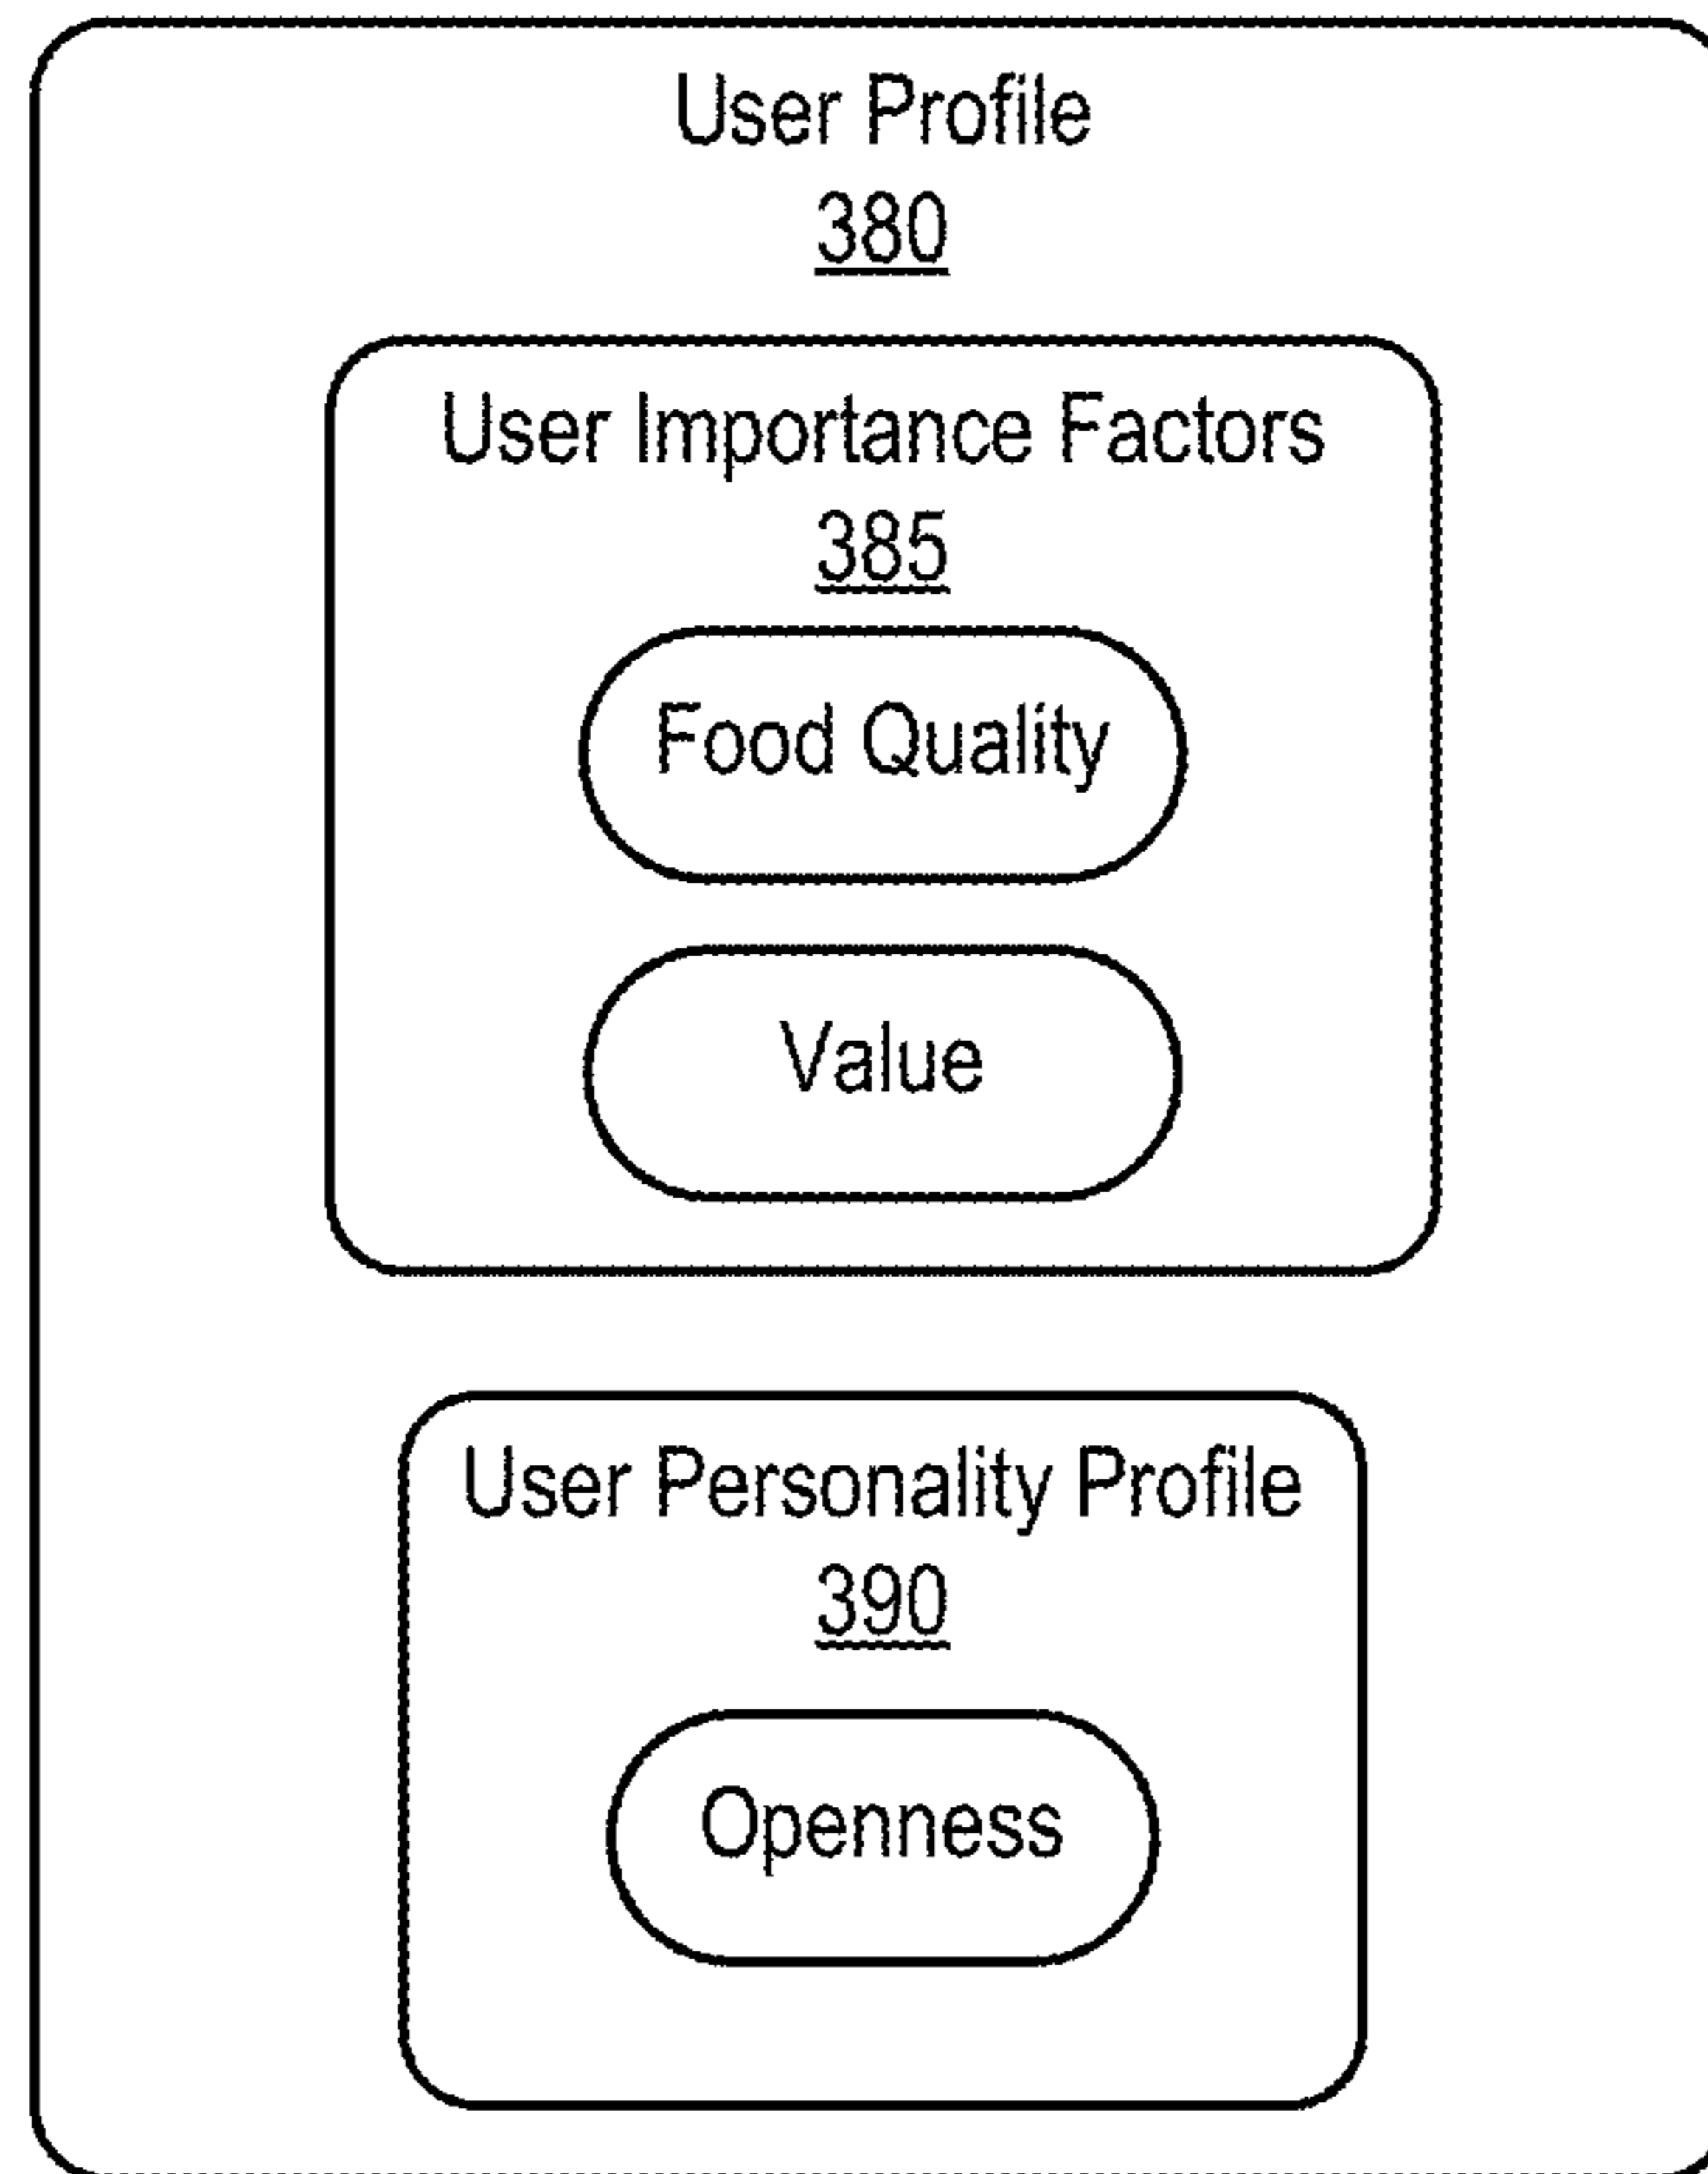 User Profile
380
User Importance Factors
385
Food Quality
Value
User Personality Profile
390
Openness